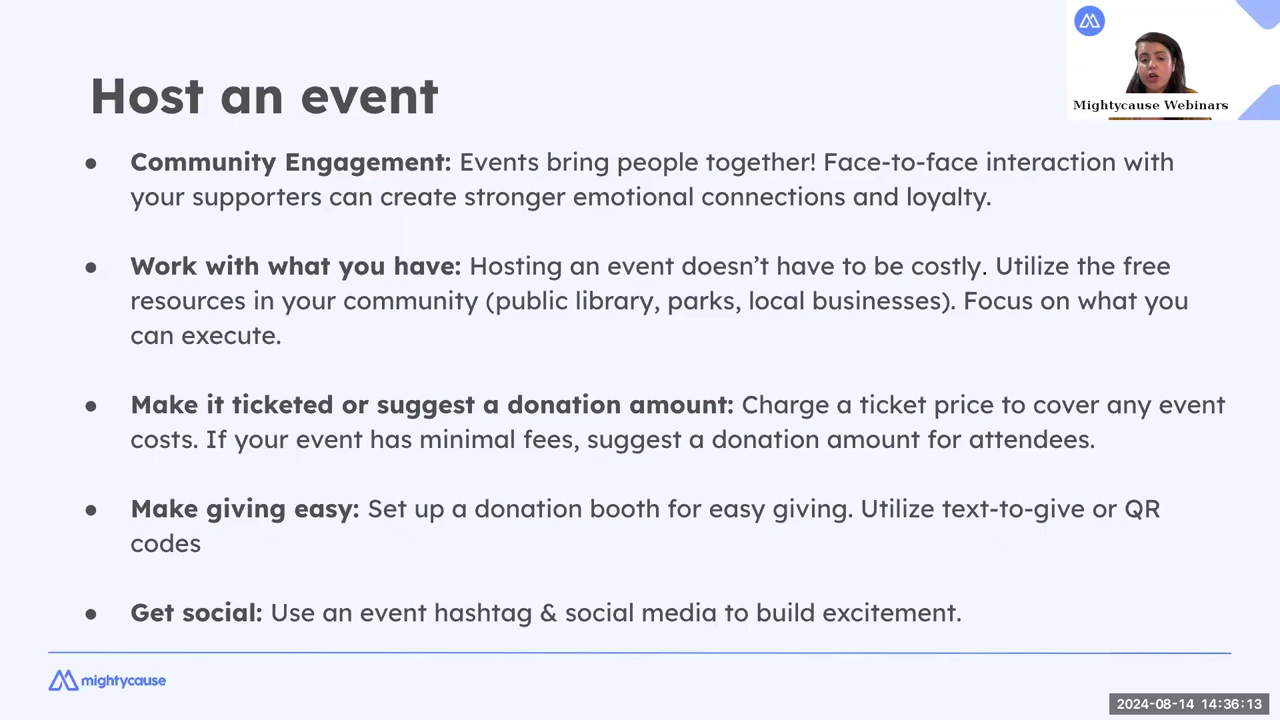 Mightycause Webinars
Host an event
● Community Engagement: Events bring people together! Face-to-face interaction with
your supporters can create stronger emotional connections and loyalty.
● Work with what you have: Hosting an event doesn’t have to be costly. Utilize the free
resources in your community (public library, parks, local businesses). Focus on what you
can execute.
● Make it ticketed or suggest a donation amount: Charge a ticket price to cover any event
costs. If your event has minimal fees, suggest a donation amount for attendees.
● Make giving easy: Set up a donation booth for easy giving. Utilize text-to-give or QR
codes
● Get social: Use an event hashtag & social media to build excitement.
mightycause
2024-08-14 14:36:13